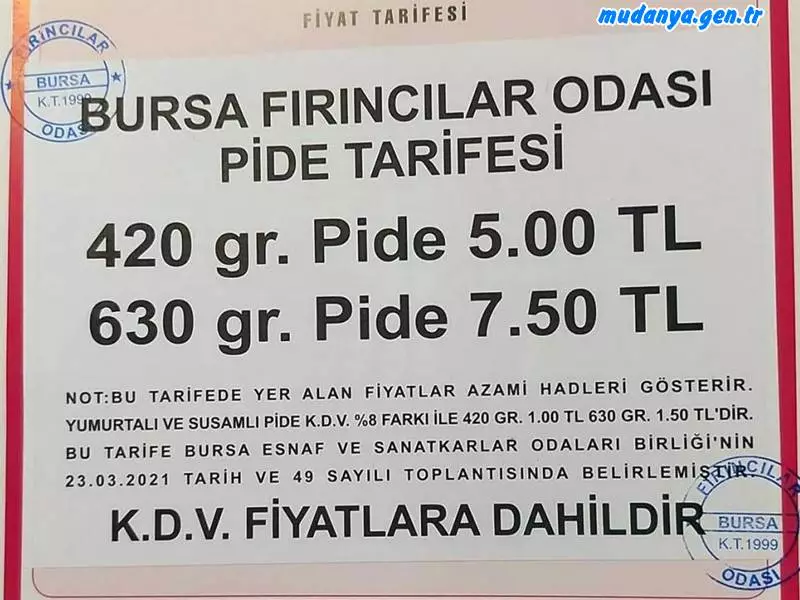 mudanya.gen.tr
FİYAT TARİFESİ
FIRINCILAR
BURSA
K.T.1999
ODASI
BURSA FIRINCILAR ODASI
PİDE TARİFESİ
420 gr. Pide 5.00 TL
630 gr. Pide 7.50 TL
NOT:BU TARİFEDE YER ALAN FİYATLAR AZAMİ HADLERİ GÖSTERİR.
YUMURTALI VE SUSAMLI PİDE K.D.V. %8 FARKI İLE 420 GR. 1.00 TL 630 GR. 1.50 TL'DİR.
BU TARİFE BURSA ESNAF VE SANATKARLAR ODALARI BİRLİĞİ'NİN
23.03.2021 TARİH VE 49 SAYILI TOPLANTISINDA BELİRLEMİŞTİR.
K.D.V. FİYATLARA DAHİLDİR
FIRINCILAR
BURSA
K.T.1999
ODASI